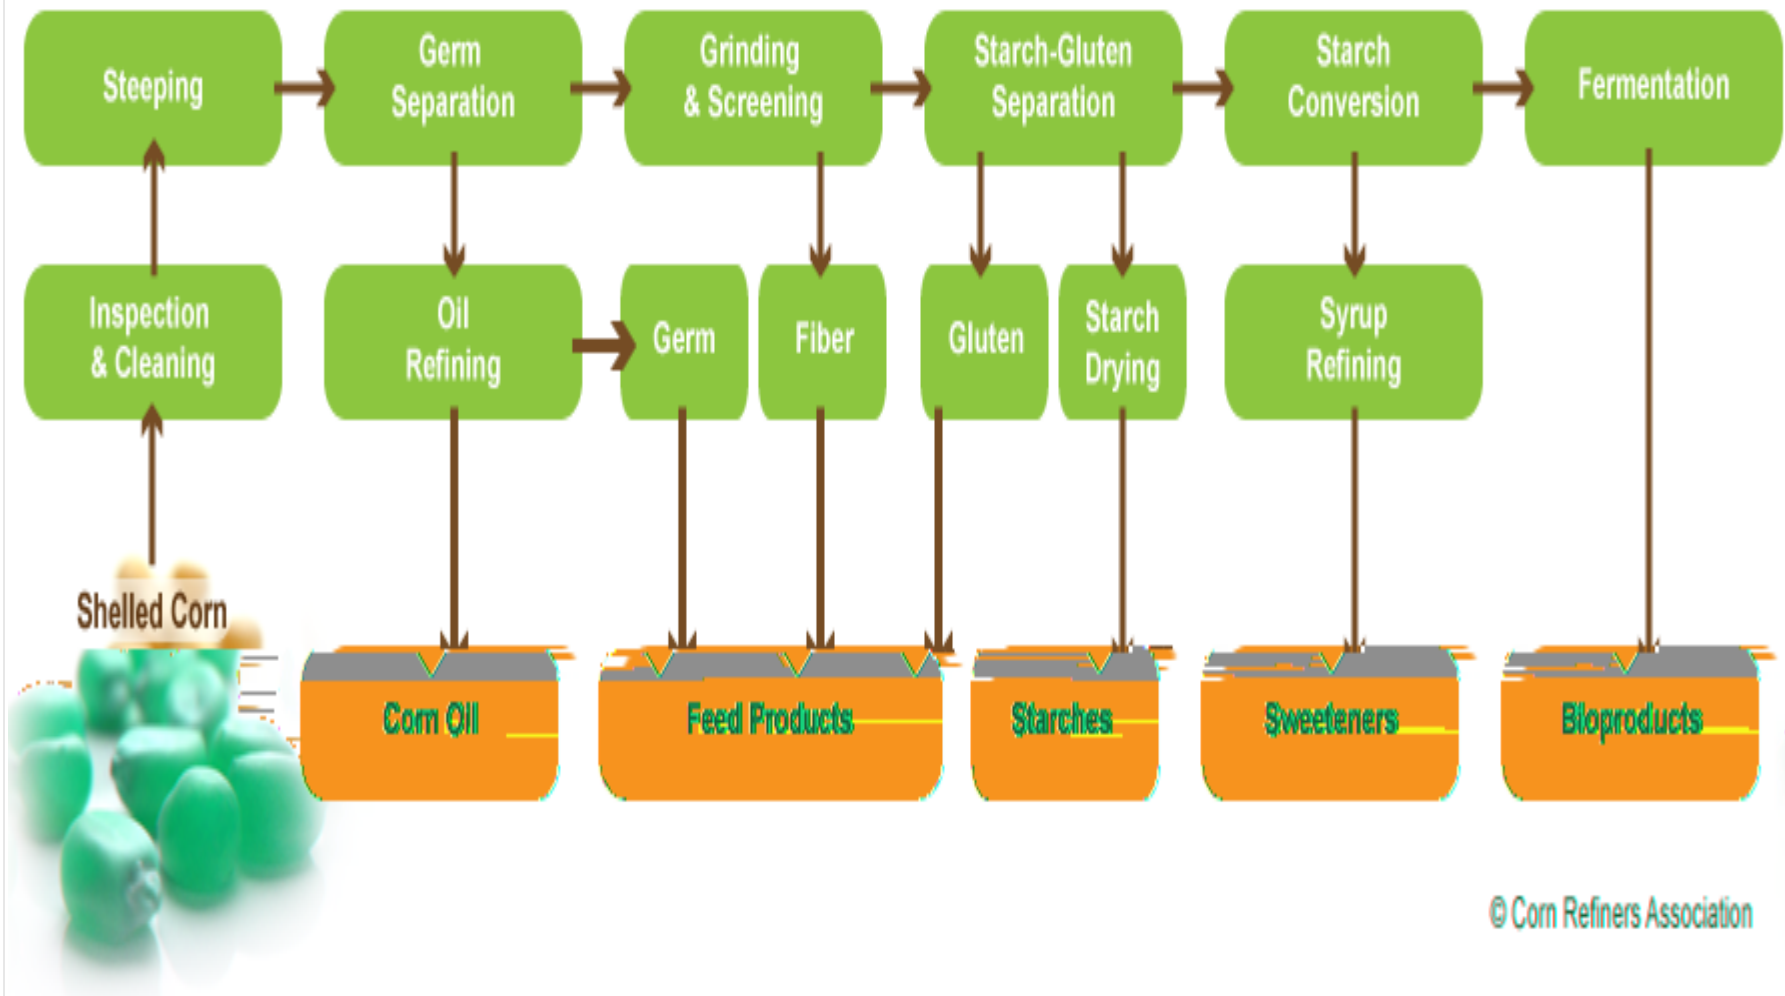 Steeping
Germ
Separation
Grinding
& Screening
Starch-Gluten
Separation
Starch
Conversion
Fermentation
Inspection
& Cleaning
Oil
Refining
Germ
Fiber
Gluten
Starch
Drying
Syrup
Refining
Shelled Corn
Corn Oil
Feed Products
Starches
Sweeteners
Bioproducts
© Corn Refiners Association